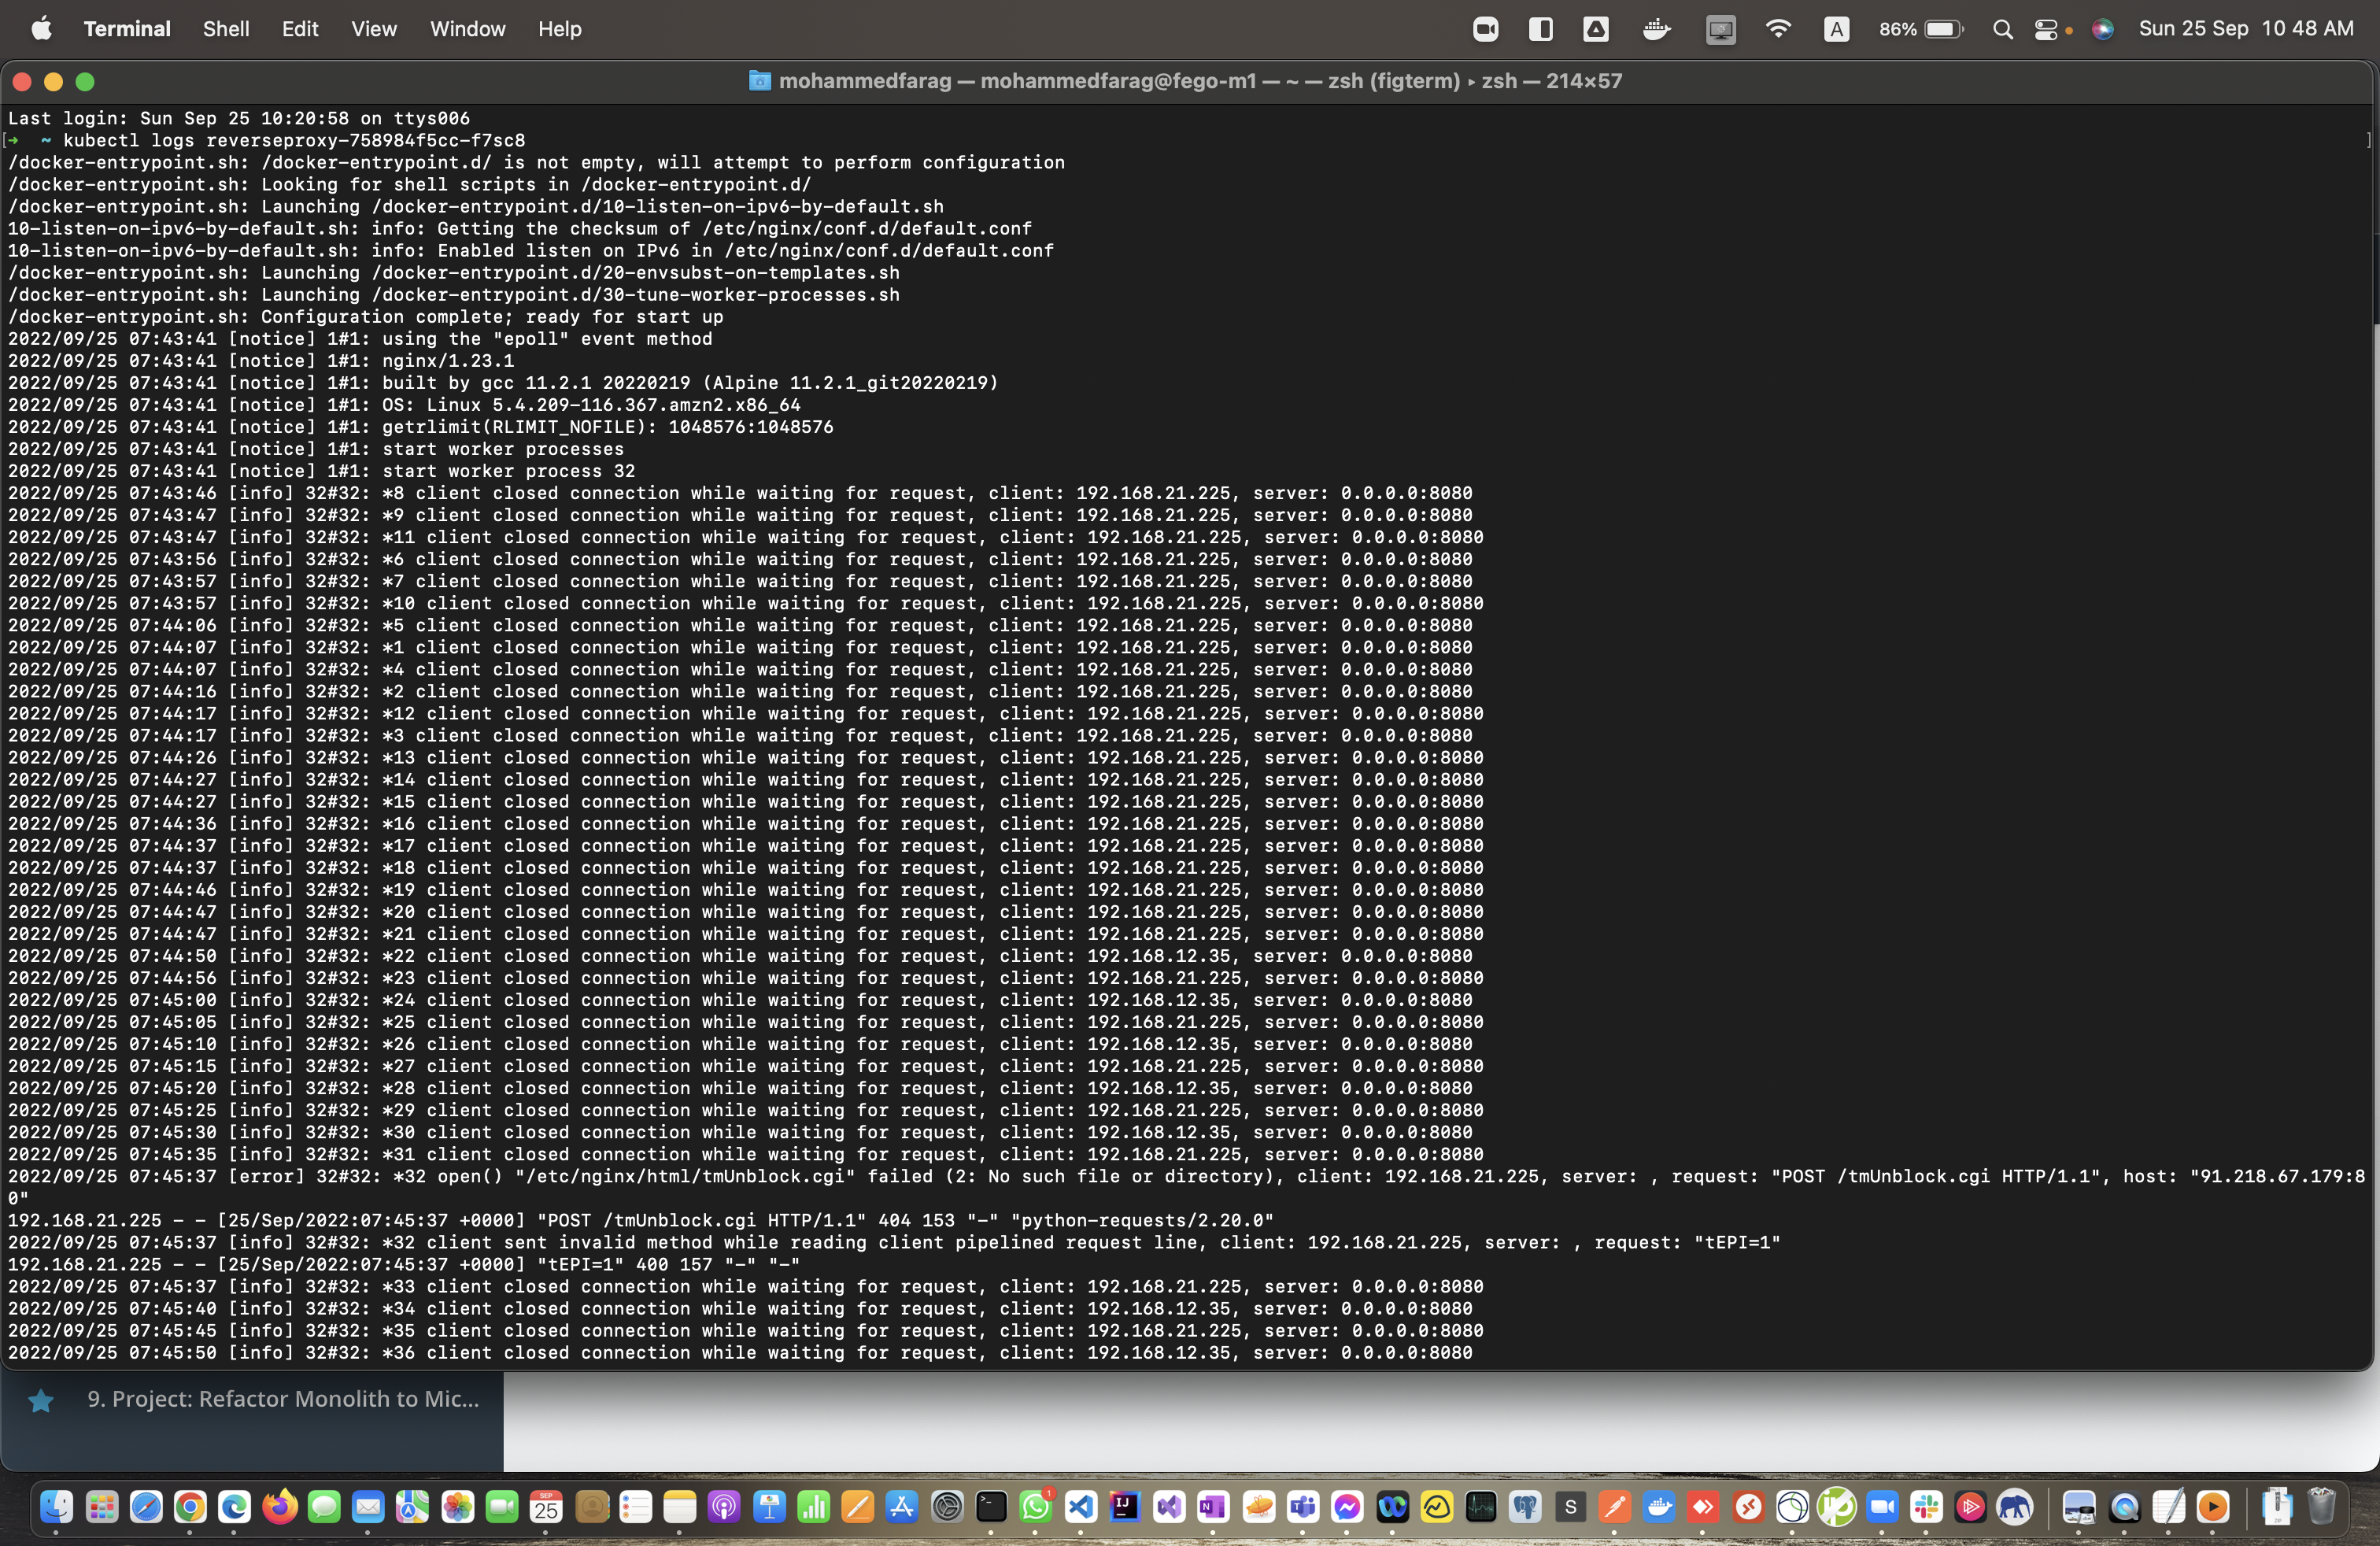 Terminal Shell Edit View Window Help A 86% Sun 25 Sep 10 48 AM
mohammedfarag — mohammedfarag@fego-m1 — ~ — zsh (figterm) ▸ zsh — 214×57
Last login: Sun Sep 25 10:20:58 on ttys006
[➜  ~ kubectl logs reverseproxy-758984f5cc-f7sc8 ]
/docker-entrypoint.sh: /docker-entrypoint.d/ is not empty, will attempt to perform configuration
/docker-entrypoint.sh: Looking for shell scripts in /docker-entrypoint.d/
/docker-entrypoint.sh: Launching /docker-entrypoint.d/10-listen-on-ipv6-by-default.sh
10-listen-on-ipv6-by-default.sh: info: Getting the checksum of /etc/nginx/conf.d/default.conf
10-listen-on-ipv6-by-default.sh: info: Enabled listen on IPv6 in /etc/nginx/conf.d/default.conf
/docker-entrypoint.sh: Launching /docker-entrypoint.d/20-envsubst-on-templates.sh
/docker-entrypoint.sh: Launching /docker-entrypoint.d/30-tune-worker-processes.sh
/docker-entrypoint.sh: Configuration complete; ready for start up
2022/09/25 07:43:41 [notice] 1#1: using the "epoll" event method
2022/09/25 07:43:41 [notice] 1#1: nginx/1.23.1
2022/09/25 07:43:41 [notice] 1#1: built by gcc 11.2.1 20220219 (Alpine 11.2.1_git20220219)
2022/09/25 07:43:41 [notice] 1#1: OS: Linux 5.4.209-116.367.amzn2.x86_64
2022/09/25 07:43:41 [notice] 1#1: getrlimit(RLIMIT_NOFILE): 1048576:1048576
2022/09/25 07:43:41 [notice] 1#1: start worker processes
2022/09/25 07:43:41 [notice] 1#1: start worker process 32
2022/09/25 07:43:46 [info] 32#32: *8 client closed connection while waiting for request, client: 192.168.21.225, server: 0.0.0.0:8080
2022/09/25 07:43:47 [info] 32#32: *9 client closed connection while waiting for request, client: 192.168.21.225, server: 0.0.0.0:8080
2022/09/25 07:43:47 [info] 32#32: *11 client closed connection while waiting for request, client: 192.168.21.225, server: 0.0.0.0:8080
2022/09/25 07:43:56 [info] 32#32: *6 client closed connection while waiting for request, client: 192.168.21.225, server: 0.0.0.0:8080
2022/09/25 07:43:57 [info] 32#32: *7 client closed connection while waiting for request, client: 192.168.21.225, server: 0.0.0.0:8080
2022/09/25 07:43:57 [info] 32#32: *10 client closed connection while waiting for request, client: 192.168.21.225, server: 0.0.0.0:8080
2022/09/25 07:44:06 [info] 32#32: *5 client closed connection while waiting for request, client: 192.168.21.225, server: 0.0.0.0:8080
2022/09/25 07:44:07 [info] 32#32: *1 client closed connection while waiting for request, client: 192.168.21.225, server: 0.0.0.0:8080
2022/09/25 07:44:07 [info] 32#32: *4 client closed connection while waiting for request, client: 192.168.21.225, server: 0.0.0.0:8080
2022/09/25 07:44:16 [info] 32#32: *2 client closed connection while waiting for request, client: 192.168.21.225, server: 0.0.0.0:8080
2022/09/25 07:44:17 [info] 32#32: *12 client closed connection while waiting for request, client: 192.168.21.225, server: 0.0.0.0:8080
2022/09/25 07:44:17 [info] 32#32: *3 client closed connection while waiting for request, client: 192.168.21.225, server: 0.0.0.0:8080
2022/09/25 07:44:26 [info] 32#32: *13 client closed connection while waiting for request, client: 192.168.21.225, server: 0.0.0.0:8080
2022/09/25 07:44:27 [info] 32#32: *14 client closed connection while waiting for request, client: 192.168.21.225, server: 0.0.0.0:8080
2022/09/25 07:44:27 [info] 32#32: *15 client closed connection while waiting for request, client: 192.168.21.225, server: 0.0.0.0:8080
2022/09/25 07:44:36 [info] 32#32: *16 client closed connection while waiting for request, client: 192.168.21.225, server: 0.0.0.0:8080
2022/09/25 07:44:37 [info] 32#32: *17 client closed connection while waiting for request, client: 192.168.21.225, server: 0.0.0.0:8080
2022/09/25 07:44:37 [info] 32#32: *18 client closed connection while waiting for request, client: 192.168.21.225, server: 0.0.0.0:8080
2022/09/25 07:44:46 [info] 32#32: *19 client closed connection while waiting for request, client: 192.168.21.225, server: 0.0.0.0:8080
2022/09/25 07:44:47 [info] 32#32: *20 client closed connection while waiting for request, client: 192.168.21.225, server: 0.0.0.0:8080
2022/09/25 07:44:47 [info] 32#32: *21 client closed connection while waiting for request, client: 192.168.21.225, server: 0.0.0.0:8080
2022/09/25 07:44:50 [info] 32#32: *22 client closed connection while waiting for request, client: 192.168.12.35, server: 0.0.0.0:8080
2022/09/25 07:44:56 [info] 32#32: *23 client closed connection while waiting for request, client: 192.168.21.225, server: 0.0.0.0:8080
2022/09/25 07:45:00 [info] 32#32: *24 client closed connection while waiting for request, client: 192.168.12.35, server: 0.0.0.0:8080
2022/09/25 07:45:05 [info] 32#32: *25 client closed connection while waiting for request, client: 192.168.21.225, server: 0.0.0.0:8080
2022/09/25 07:45:10 [info] 32#32: *26 client closed connection while waiting for request, client: 192.168.12.35, server: 0.0.0.0:8080
2022/09/25 07:45:15 [info] 32#32: *27 client closed connection while waiting for request, client: 192.168.21.225, server: 0.0.0.0:8080
2022/09/25 07:45:20 [info] 32#32: *28 client closed connection while waiting for request, client: 192.168.12.35, server: 0.0.0.0:8080
2022/09/25 07:45:25 [info] 32#32: *29 client closed connection while waiting for request, client: 192.168.21.225, server: 0.0.0.0:8080
2022/09/25 07:45:30 [info] 32#32: *30 client closed connection while waiting for request, client: 192.168.12.35, server: 0.0.0.0:8080
2022/09/25 07:45:35 [info] 32#32: *31 client closed connection while waiting for request, client: 192.168.21.225, server: 0.0.0.0:8080
2022/09/25 07:45:37 [error] 32#32: *32 open() "/etc/nginx/html/tmUnblock.cgi" failed (2: No such file or directory), client: 192.168.21.225, server: , request: "POST /tmUnblock.cgi HTTP/1.1", host: "91.218.67.179:8
0"
192.168.21.225 - - [25/Sep/2022:07:45:37 +0000] "POST /tmUnblock.cgi HTTP/1.1" 404 153 "-" "python-requests/2.20.0"
2022/09/25 07:45:37 [info] 32#32: *32 client sent invalid method while reading client pipelined request line, client: 192.168.21.225, server: , request: "tEPI=1"
192.168.21.225 - - [25/Sep/2022:07:45:37 +0000] "tEPI=1" 400 157 "-" "-"
2022/09/25 07:45:37 [info] 32#32: *33 client closed connection while waiting for request, client: 192.168.21.225, server: 0.0.0.0:8080
2022/09/25 07:45:40 [info] 32#32: *34 client closed connection while waiting for request, client: 192.168.12.35, server: 0.0.0.0:8080
2022/09/25 07:45:45 [info] 32#32: *35 client closed connection while waiting for request, client: 192.168.21.225, server: 0.0.0.0:8080
2022/09/25 07:45:50 [info] 32#32: *36 client closed connection while waiting for request, client: 192.168.12.35, server: 0.0.0.0:8080
9. Project: Refactor Monolith to Mic...
SEP
25
1
IJ
N
S